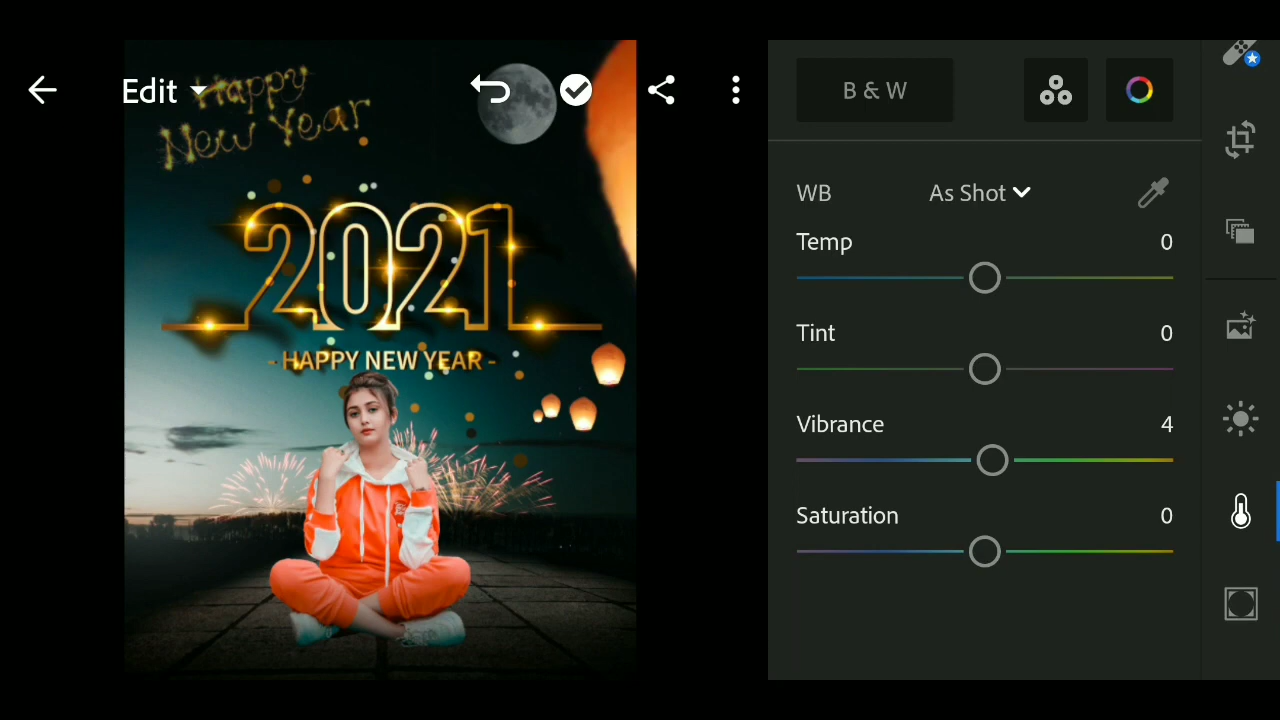 Edit
Happy
New Year
2021
- HAPPY NEW YEAR -
B & W
WB As Shot
Temp 0
Tint 0
Vibrance 4
Saturation 0